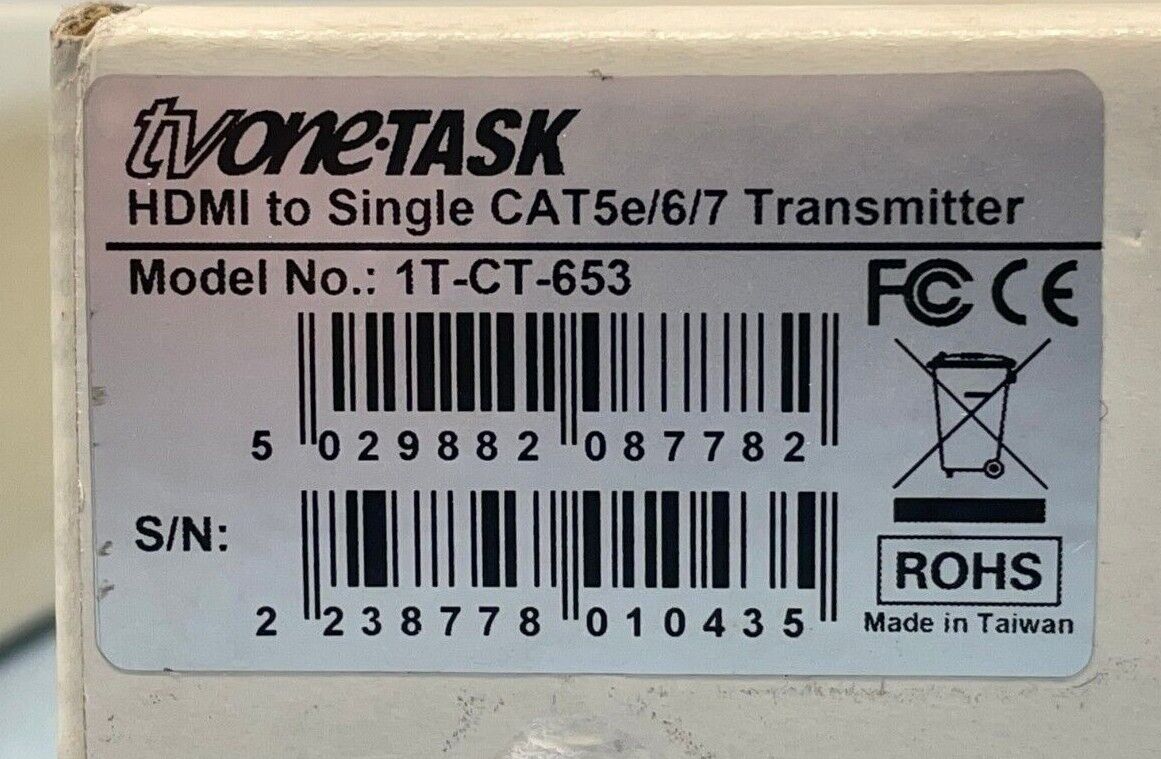 tvone•TASK
HDMI to Single CAT5e/6/7 Transmitter
Model No.: 1T-CT-653
FC CE
5 029882 087782
S/N:
2 238778 010435
ROHS
Made in Taiwan